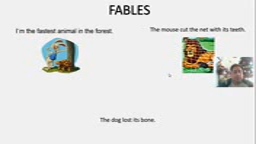 FABLES
I'm the fastest animal in the forest.
The mouse cut the net with its teeth.
The dog lost its bone.